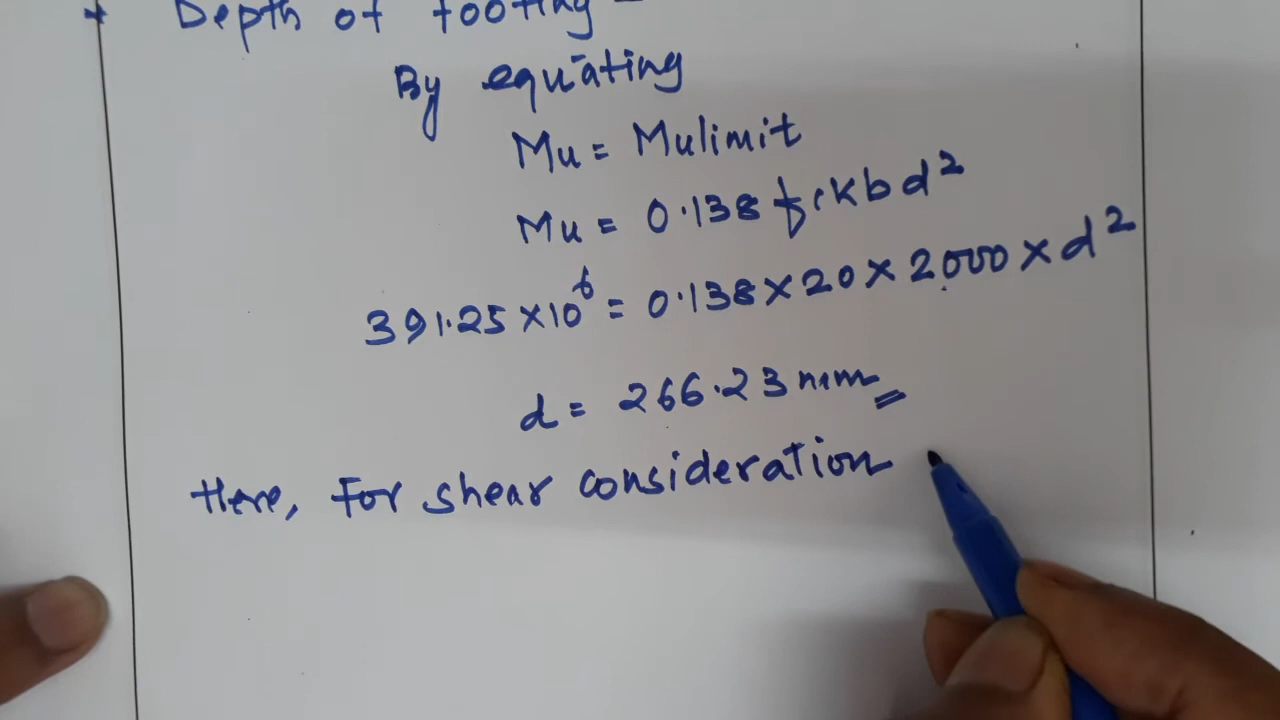 * Depth of footing -
By equating
Mu = Mulimit
Mu = 0.138 fck b d²
391.25 × 10⁶ = 0.138 × 20 × 2000 × d²
d = 266.23 mm
Here, For shear consideration